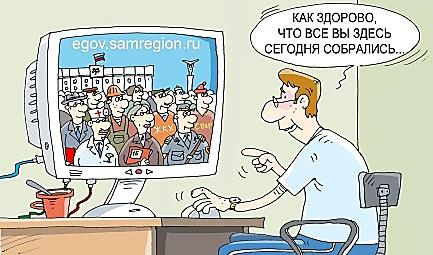 egov.samregion.ru
КАК ЗДОРОВО,
ЧТО ВСЕ ВЫ ЗДЕСЬ
СЕГОДНЯ СОБРАЛИСЬ...
ЖКХ